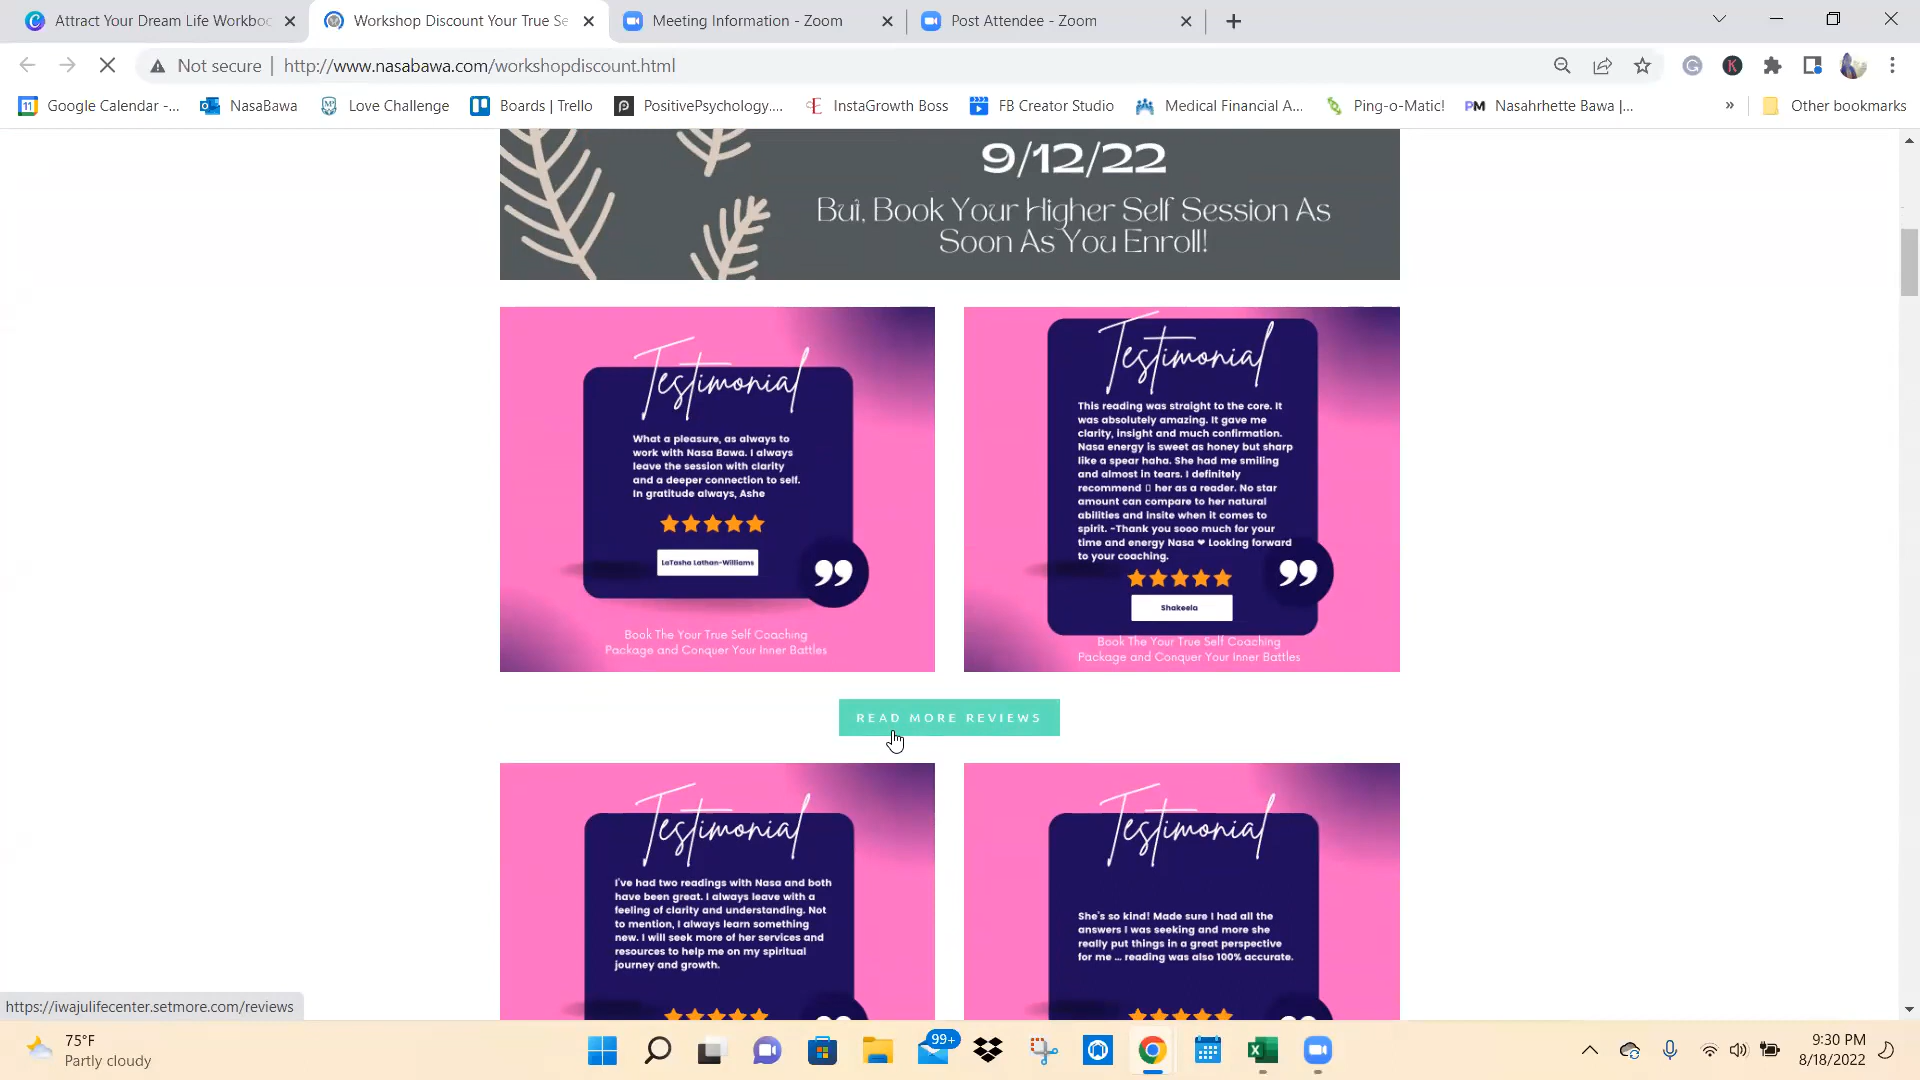 Attract Your Dream Life Workboo
Workshop Discount Your True Se
Meeting Information - Zoom
Post Attendee - Zoom
Not secure
http://www.nasabawa.com/workshopdiscount.html
Google Calendar -...
NasaBawa
Love Challenge
Boards | Trello
PositivePsychology....
InstaGrowth Boss
FB Creator Studio
Medical Financial A...
Ping-o-Matic!
PM Nasahrhette Bawa |...
»
Other bookmarks
9/12/22
But, Book Your Higher Self Session As
Soon As You Enroll!
Testimonial
What a pleasure, as always to
work with Nasa Bawa. I always
leave the session with clarity
and a deeper connection to self.
In gratitude always, Ashe
LaTasha Lathan-Williams
Book The Your True Self Coaching
Package and Conquer Your Inner Battles
Testimonial
This reading was straight to the core. It
was absolutely amazing. It gave me
clarity, insight and much confirmation.
Nasa energy is sweet as honey but sharp
like a spear haha. She had me smiling
and almost in tears. I definitely
recommend ▯ her as a reader. No star
amount can compare to her natural
abilities and insite when it comes to
spirit. -Thank you sooo much for your
time and energy Nasa ❤ Looking forward
to your coaching.
Shakeela
Book The Your True Self Coaching
Package and Conquer Your Inner Battles
READ MORE REVIEWS
Testimonial
I've had two readings with Nasa and both
have been great. I always leave with a
feeling of clarity and understanding. Not
to mention, I always learn something
new. I will seek more of her services and
resources to help me on my spiritual
journey and growth.
Testimonial
She's so kind! Made sure I had all the
answers I was seeking and more she
really put things in a great perspective
for me ... reading was also 100% accurate.
https://iwajulifecenter.setmore.com/reviews
75°F
Partly cloudy
99+
9:30 PM
8/18/2022